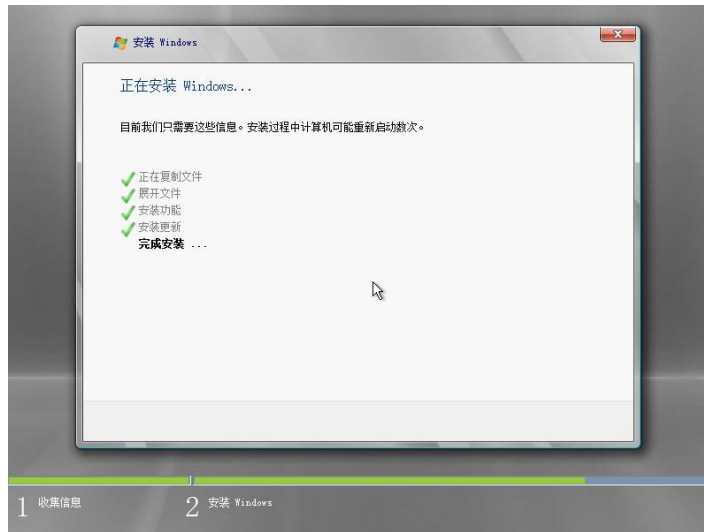 安装 Windows
正在安装 Windows...
目前我们只需要这些信息。安装过程中计算机可能重新启动数次。
正在复制文件
展开文件
安装功能
安装更新
完成安装 ...
1 收集信息
2 安装 Windows